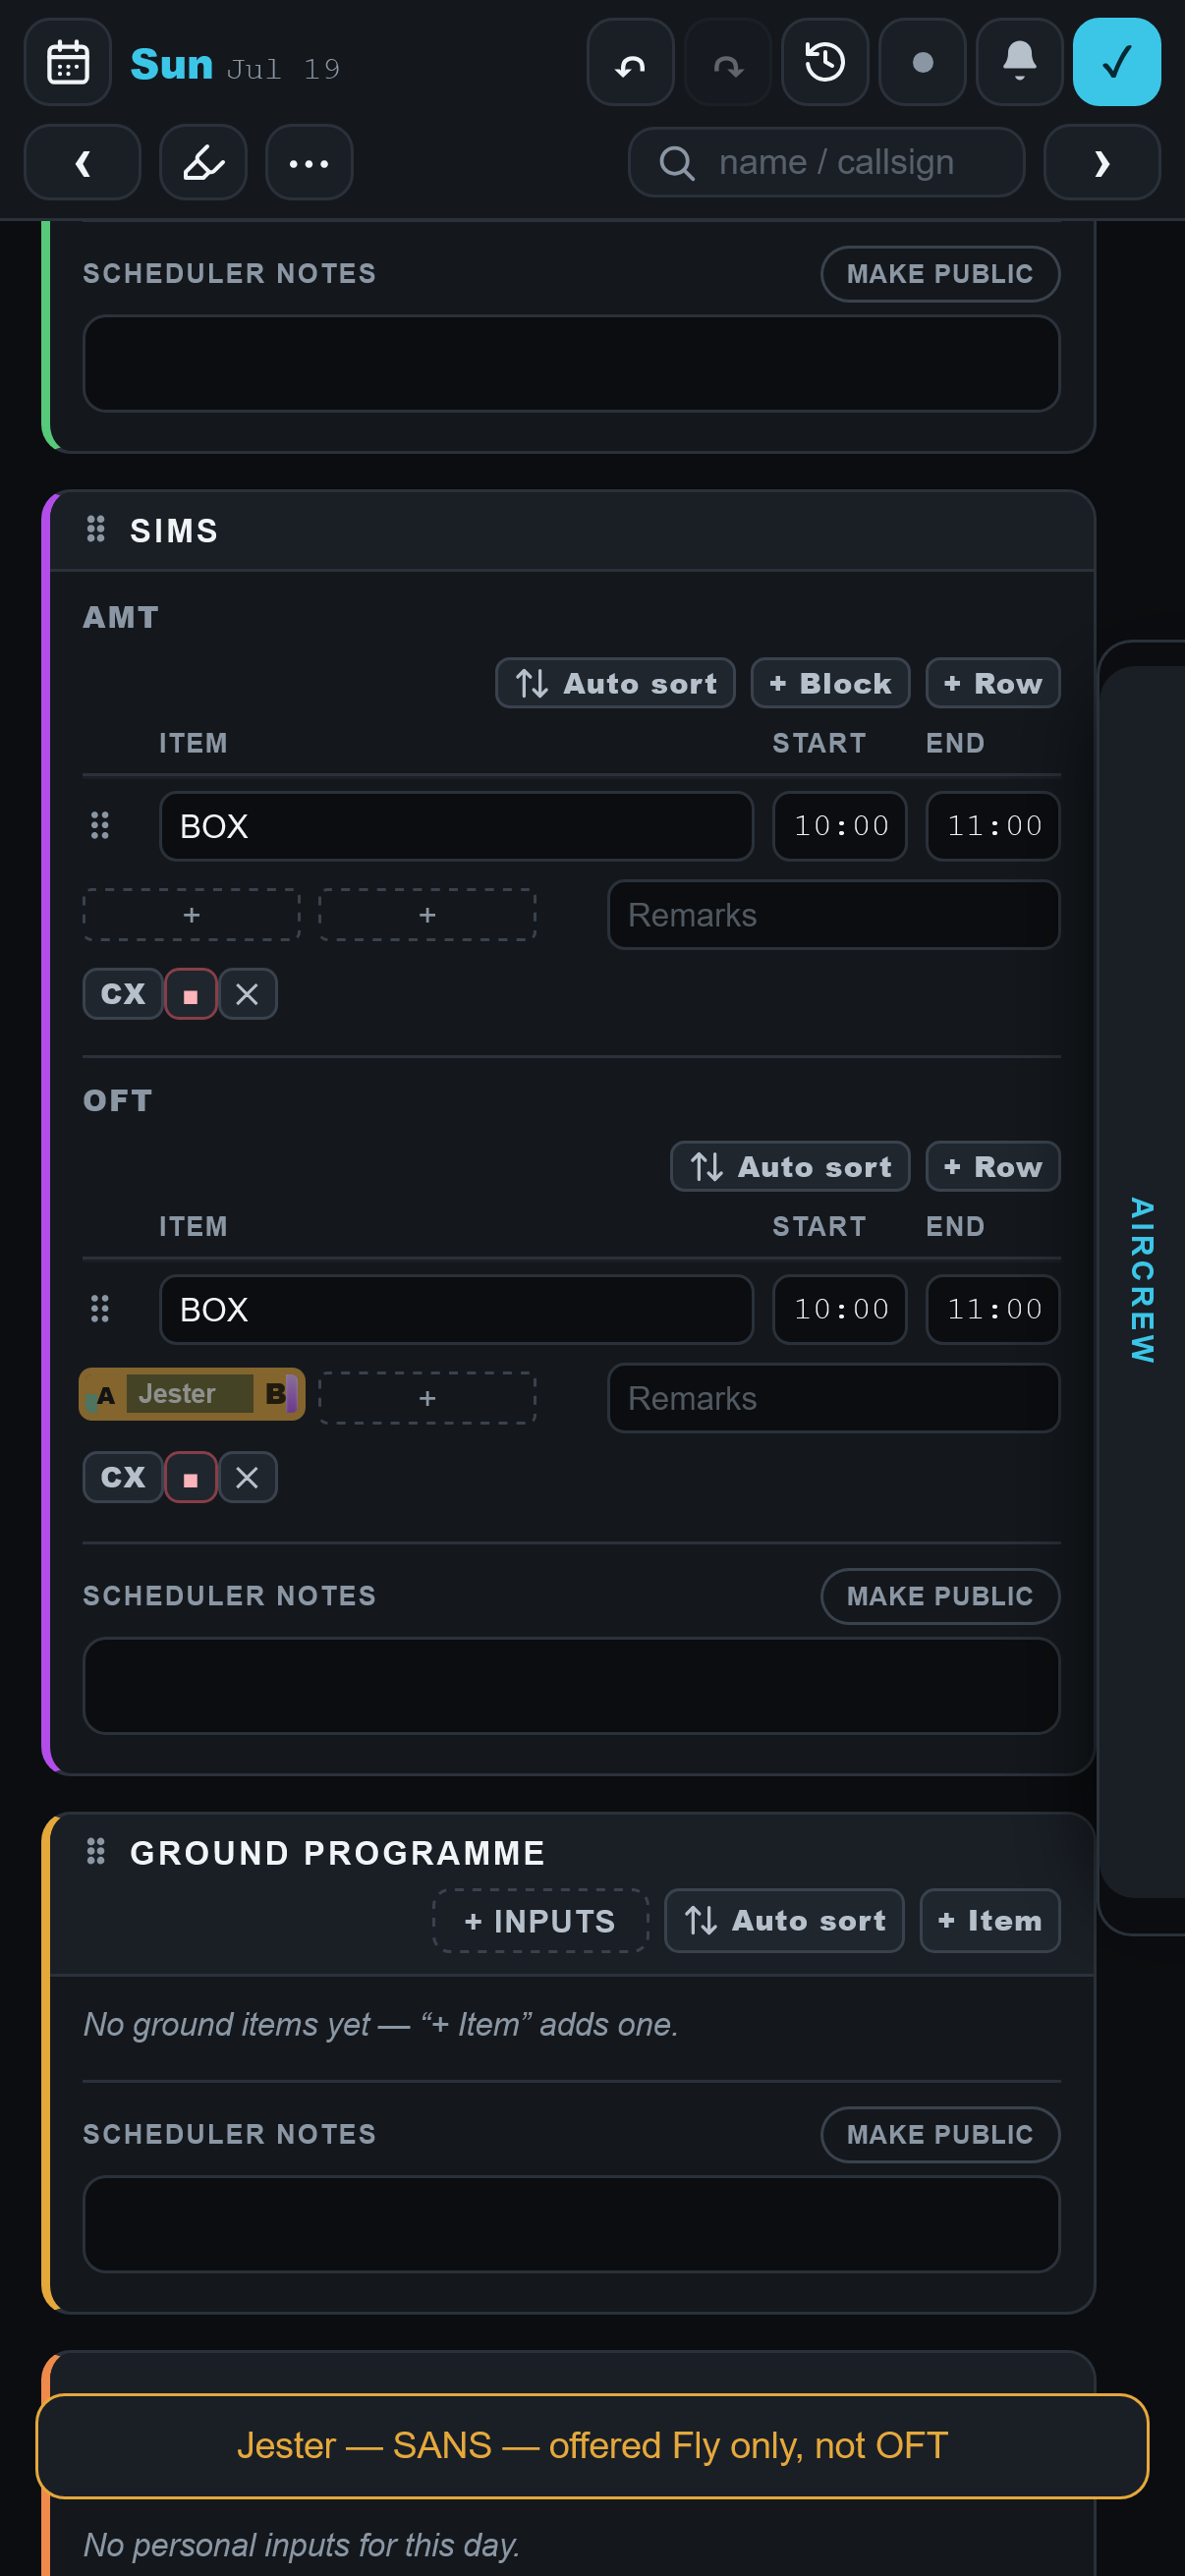 Sun Jul 19
name / callsign
SCHEDULER NOTES MAKE PUBLIC
SIMS
AMT
Auto sort + Block + Row
ITEM START END
BOX 10:00 11:00
+ + Remarks
CX
OFT
Auto sort + Row
ITEM START END
BOX 10:00 11:00
A Jester B + Remarks
CX
AIRCREW
SCHEDULER NOTES MAKE PUBLIC
GROUND PROGRAMME
+ INPUTS Auto sort + Item
No ground items yet — “+ Item” adds one.
SCHEDULER NOTES MAKE PUBLIC
Jester — SANS — offered Fly only, not OFT
No personal inputs for this day.